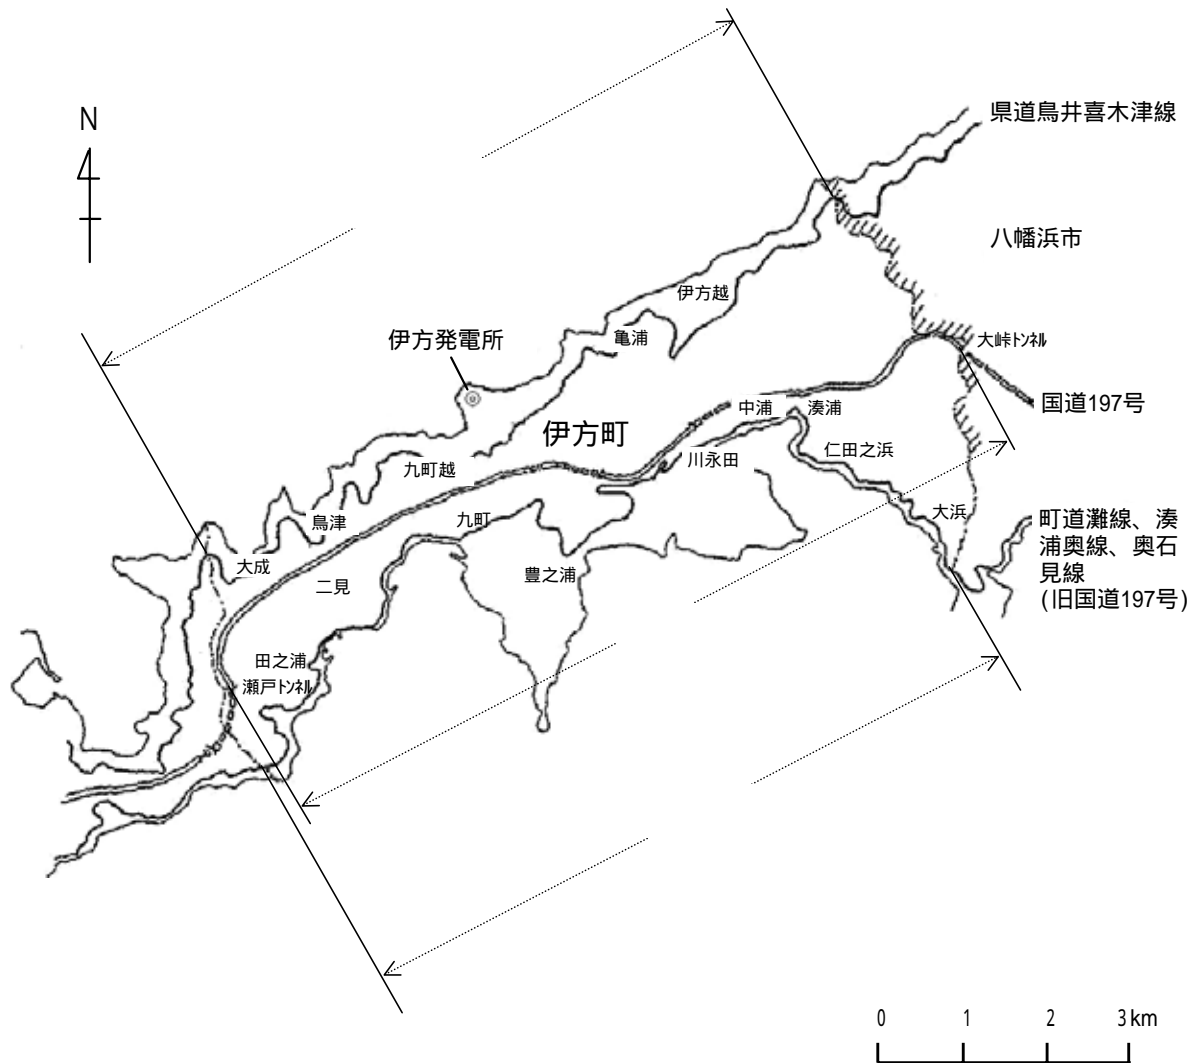 N
県道鳥井喜木津線
八幡浜市
伊方越
伊方発電所
亀浦
大峠トンネル
国道197号
中浦
湊浦
伊方町
仁田之浜
川永田
九町越
大浜
鳥津
九町
町道灘線、湊
浦奥線、奥石
見線
(旧国道197号)
大成
二見
豊之浦
田之浦
瀬戸トンネル
0 1 2 3km